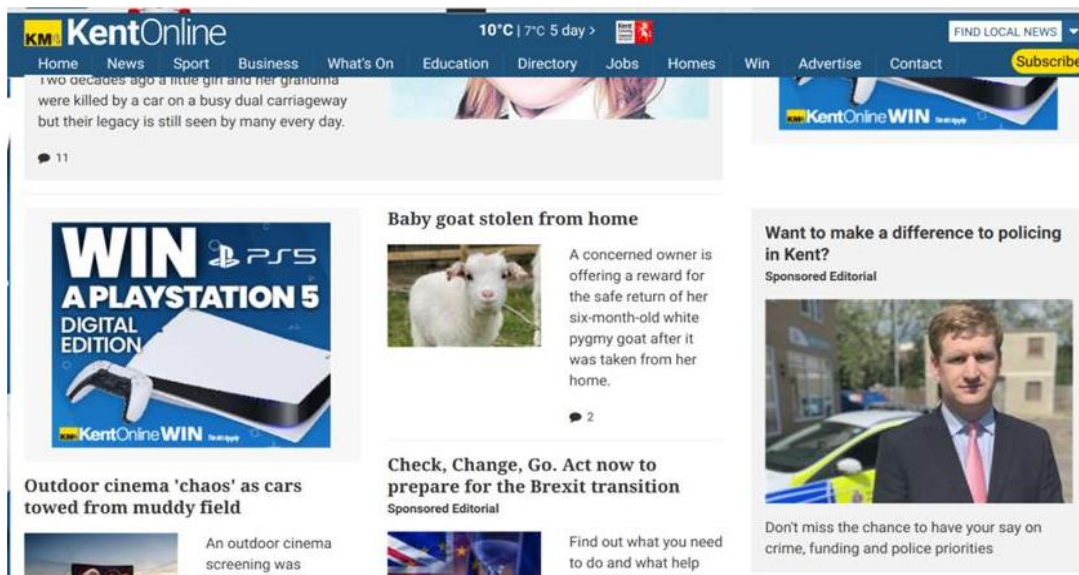 KM KentOnline
10°C | 7°C 5 day >
FIND LOCAL NEWS
Home News Sport Business What's On Education Directory Jobs Homes Win Advertise Contact Subscribe
Two decades ago a little girl and her grandma
were killed by a car on a busy dual carriageway
but their legacy is still seen by many every day.
11
KM KentOnline WIN
WIN PS5
A PLAYSTATION 5
DIGITAL
EDITION
KM KentOnline WIN
Outdoor cinema 'chaos' as cars
towed from muddy field
An outdoor cinema
screening was
Baby goat stolen from home
A concerned owner is
offering a reward for
the safe return of her
six-month-old white
pygmy goat after it
was taken from her
home.
2
Check, Change, Go. Act now to
prepare for the Brexit transition
Sponsored Editorial
Find out what you need
to do and what help
Want to make a difference to policing
in Kent?
Sponsored Editorial
Don't miss the chance to have your say on
crime, funding and police priorities